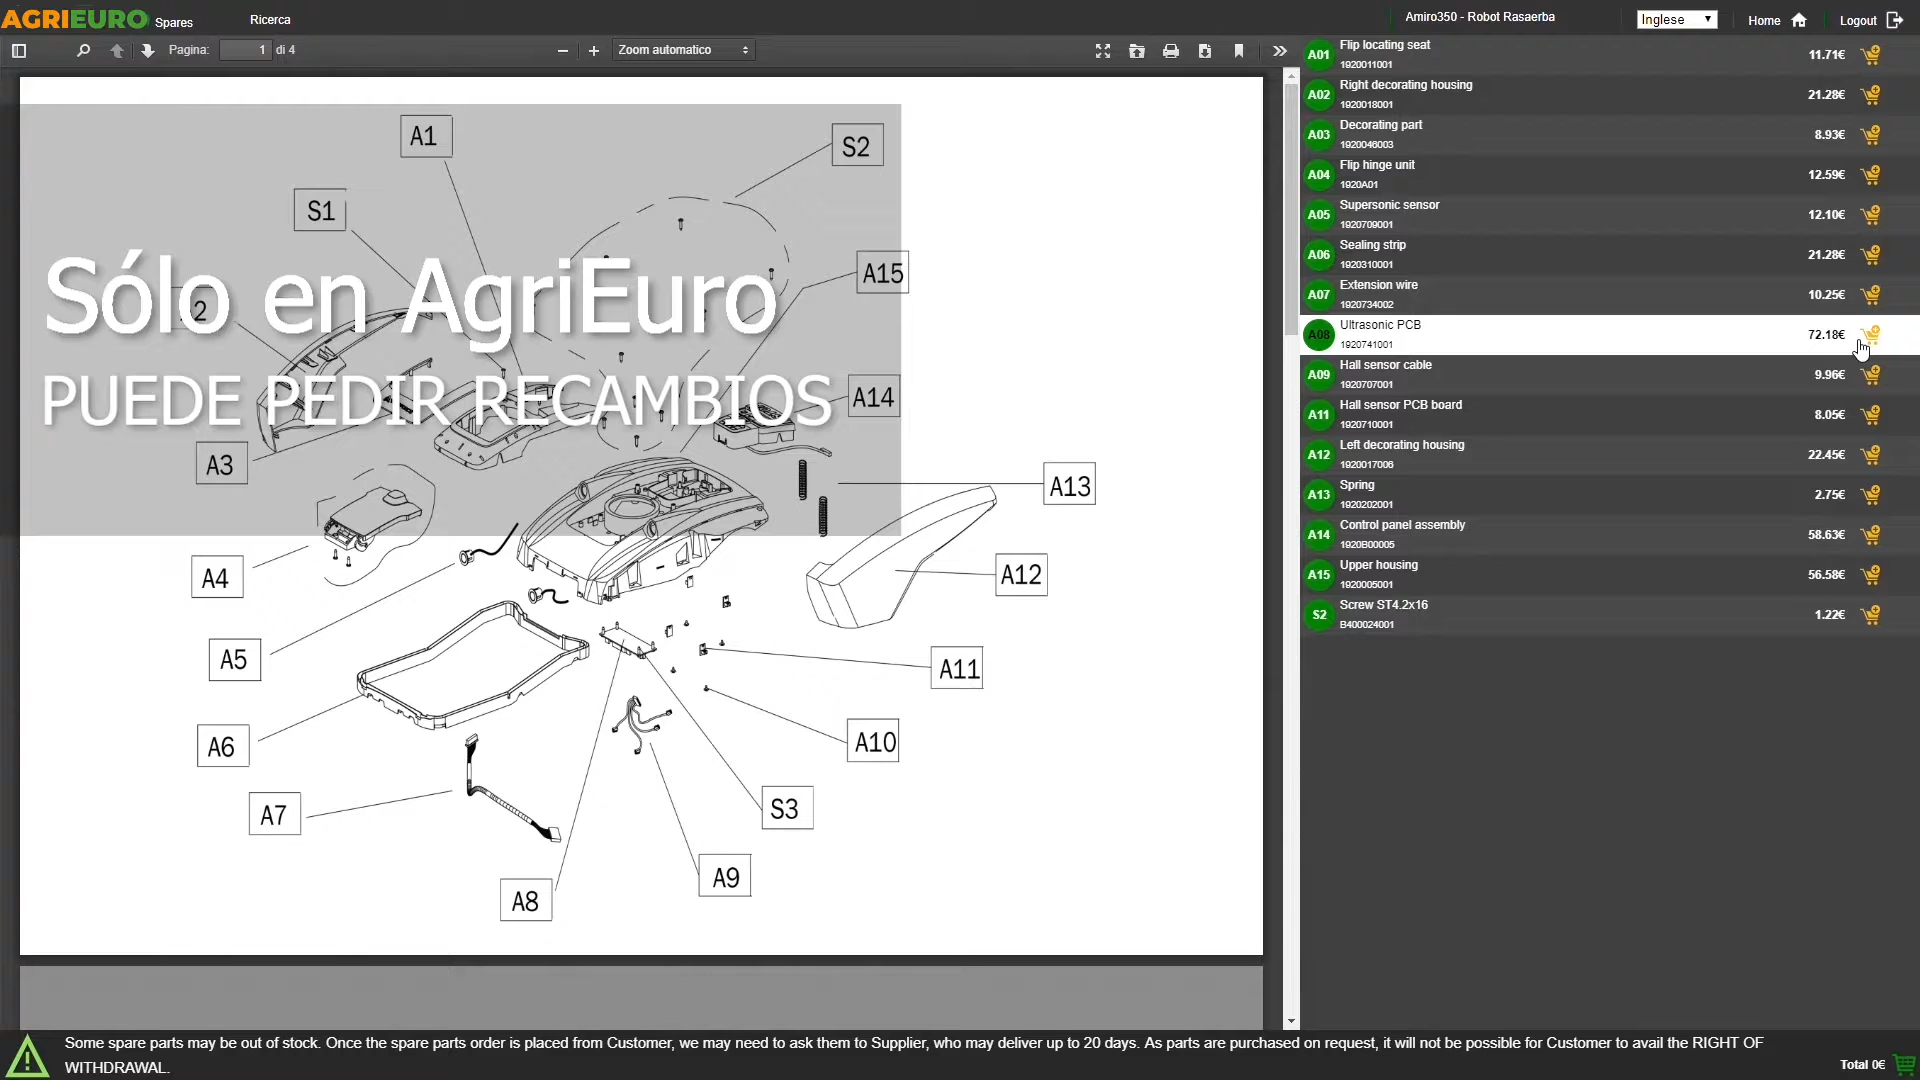 AGRIEURO Spares Ricerca Amiro350 - Robot Rasaerba Inglese Home Logout
Pagina: 1 di 4 Zoom automatico
A1
S2
S1
A15
2
Sólo en AgriEuro
PUEDE PEDIR RECAMBIOS
A14
A3
A13
A4
A12
A5
A11
A6
A10
A7
S3
A9
A8
A01 Flip locating seat 11.71€
1920011001
A02 Right decorating housing 21.28€
1920018001
A03 Decorating part 8.93€
1920046003
A04 Flip hinge unit 12.59€
1920A01
A05 Supersonic sensor 12.10€
1920709001
A06 Sealing strip 21.28€
1920310001
A07 Extension wire 10.25€
1920734002
A08 Ultrasonic PCB 72.18€
1920741001
A09 Hall sensor cable 9.96€
1920707001
A11 Hall sensor PCB board 8.05€
1920710001
A12 Left decorating housing 22.45€
1920017006
A13 Spring 2.75€
1920202001
A14 Control panel assembly 58.63€
1920B00005
A15 Upper housing 56.58€
1920005001
S2 Screw ST4.2x16 1.22€
B400024001
Some spare parts may be out of stock. Once the spare parts order is placed from Customer, we may need to ask them to Supplier, who may deliver up to 20 days. As parts are purchased on request, it will not be possible for Customer to avail the RIGHT OF
WITHDRAWAL.
Total 0€